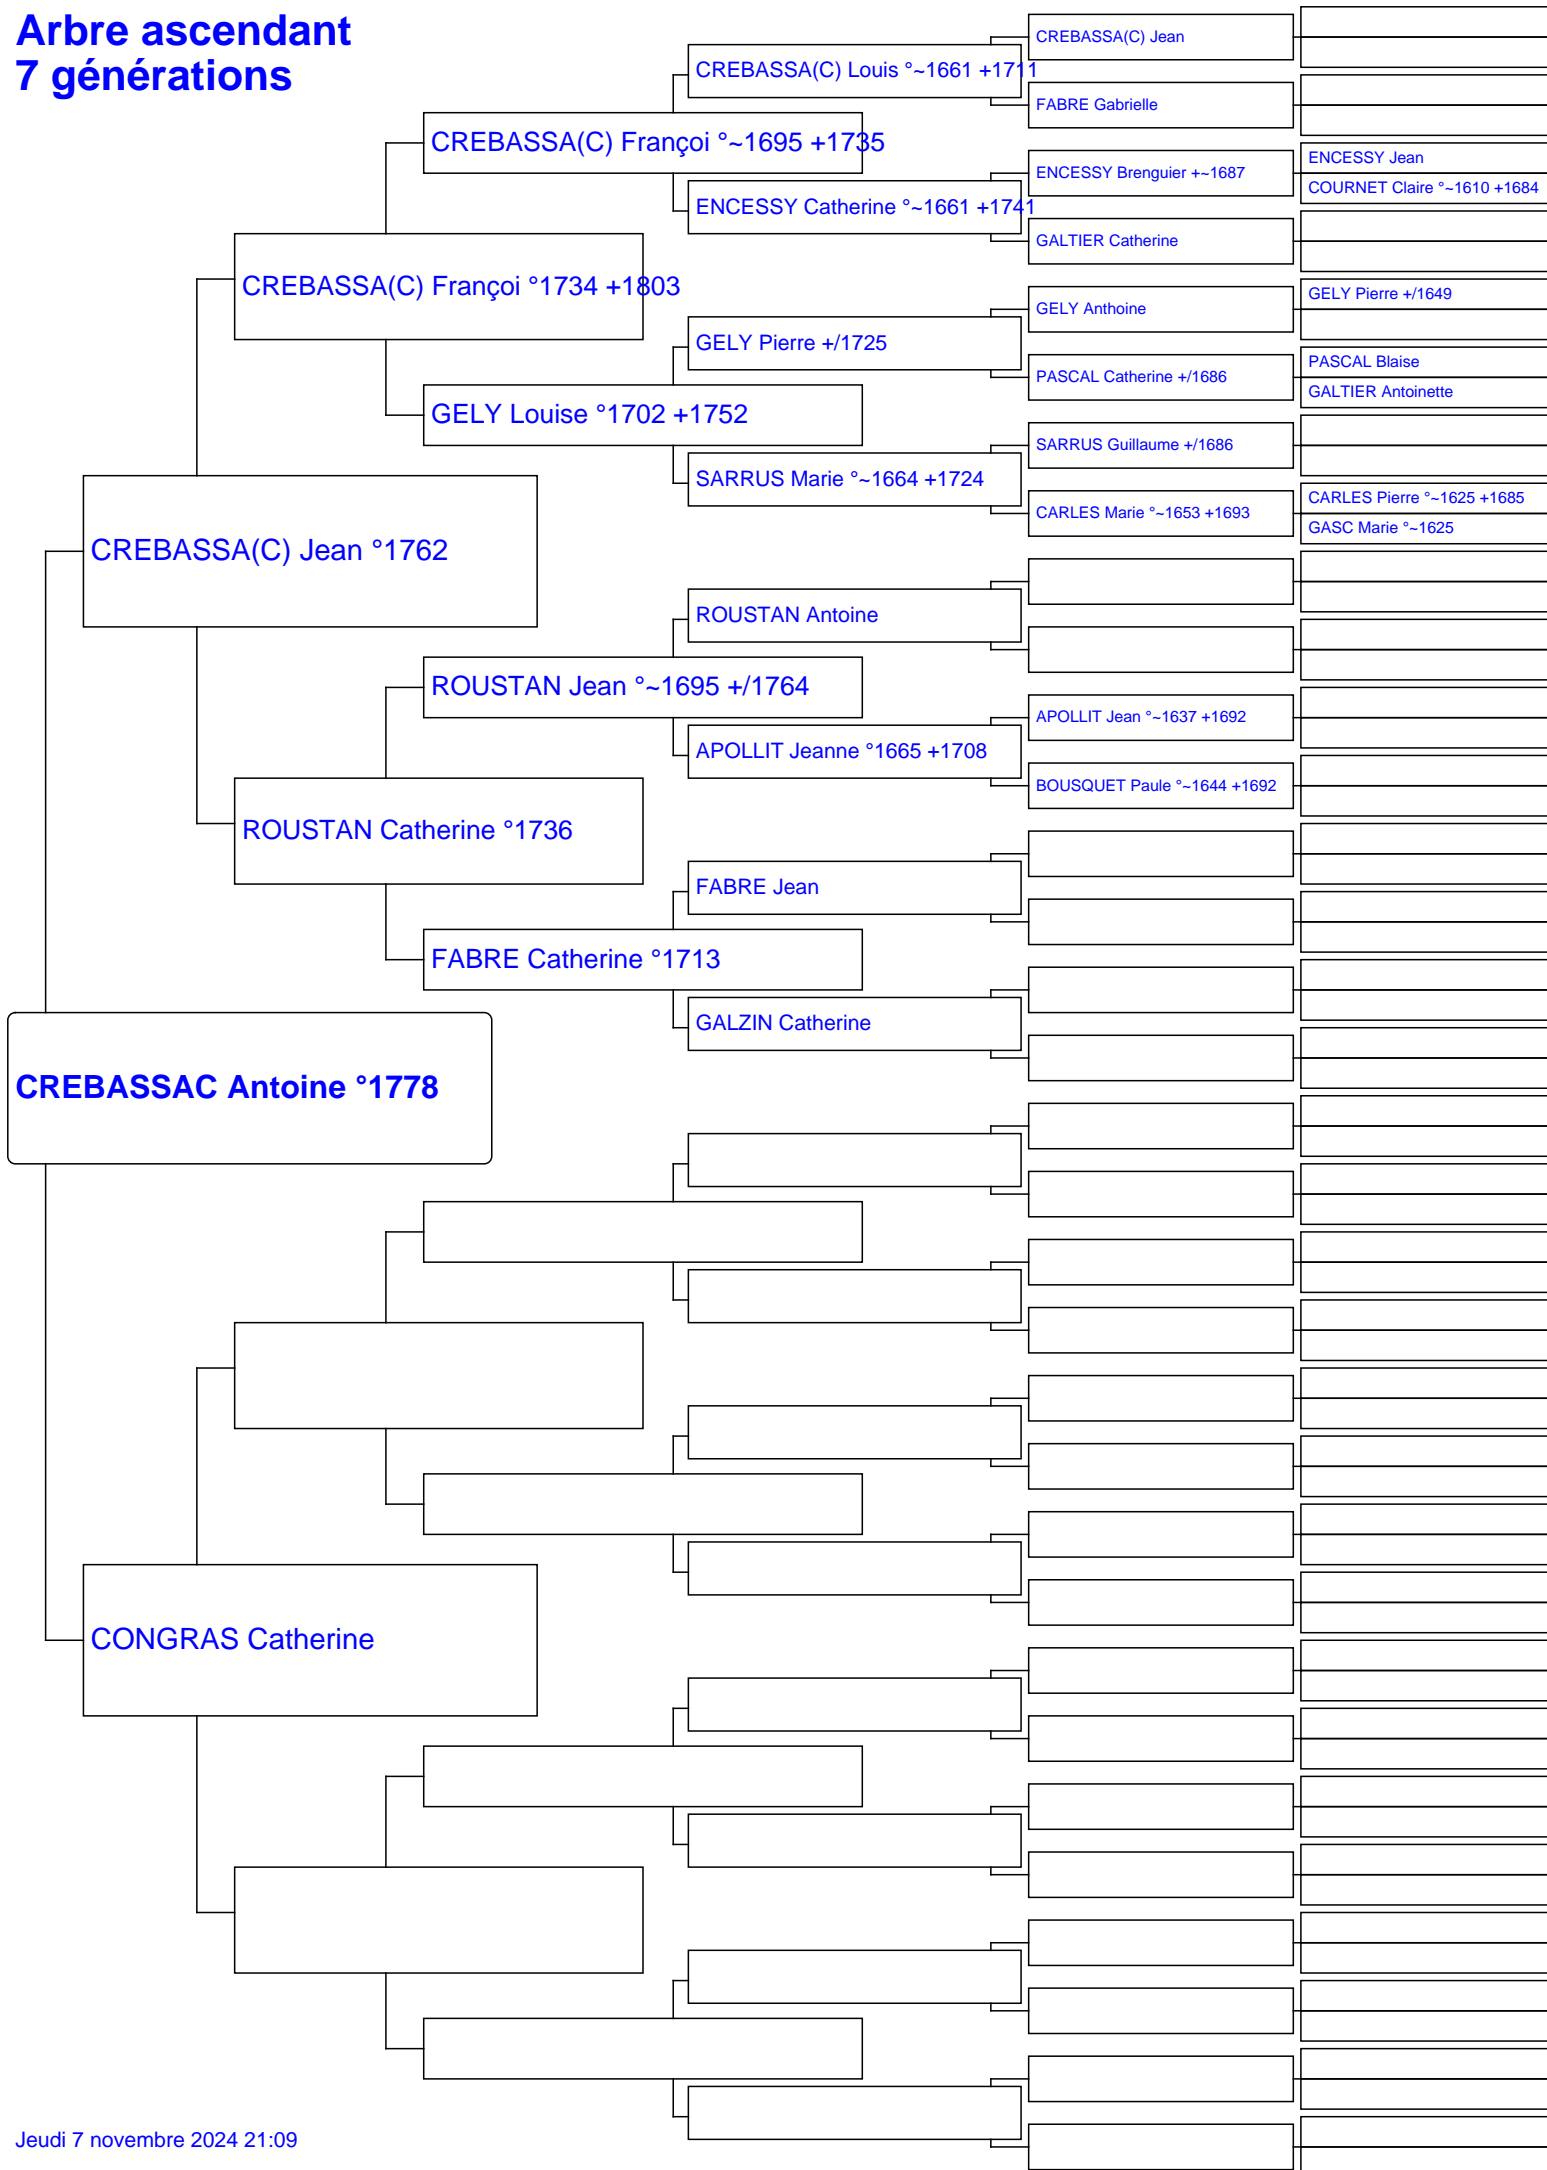 Arbre ascendant
7 générations
CREBASSA(C) Jean
CREBASSA(C) Louis °~1661 +1711
FABRE Gabrielle
CREBASSA(C) Françoi °~1695 +1735
ENCESSY Jean
ENCESSY Brenguier +~1687
COURNET Claire °~1610 +1684
ENCESSY Catherine °~1661 +1741
GALTIER Catherine
CREBASSA(C) Françoi °1734 +1803
GELY Pierre +/1649
GELY Anthoine
GELY Pierre +/1725
PASCAL Blaise
PASCAL Catherine +/1686
GALTIER Antoinette
GELY Louise °1702 +1752
SARRUS Guillaume +/1686
SARRUS Marie °~1664 +1724
CARLES Pierre °~1625 +1685
CARLES Marie °~1653 +1693
GASC Marie °~1625
CREBASSA(C) Jean °1762
ROUSTAN Antoine
ROUSTAN Jean °~1695 +/1764
APOLLIT Jean °~1637 +1692
APOLLIT Jeanne °1665 +1708
BOUSQUET Paule °~1644 +1692
ROUSTAN Catherine °1736
FABRE Jean
FABRE Catherine °1713
GALZIN Catherine
CREBASSAC Antoine °1778
CONGRAS Catherine
Jeudi 7 novembre 2024 21:09